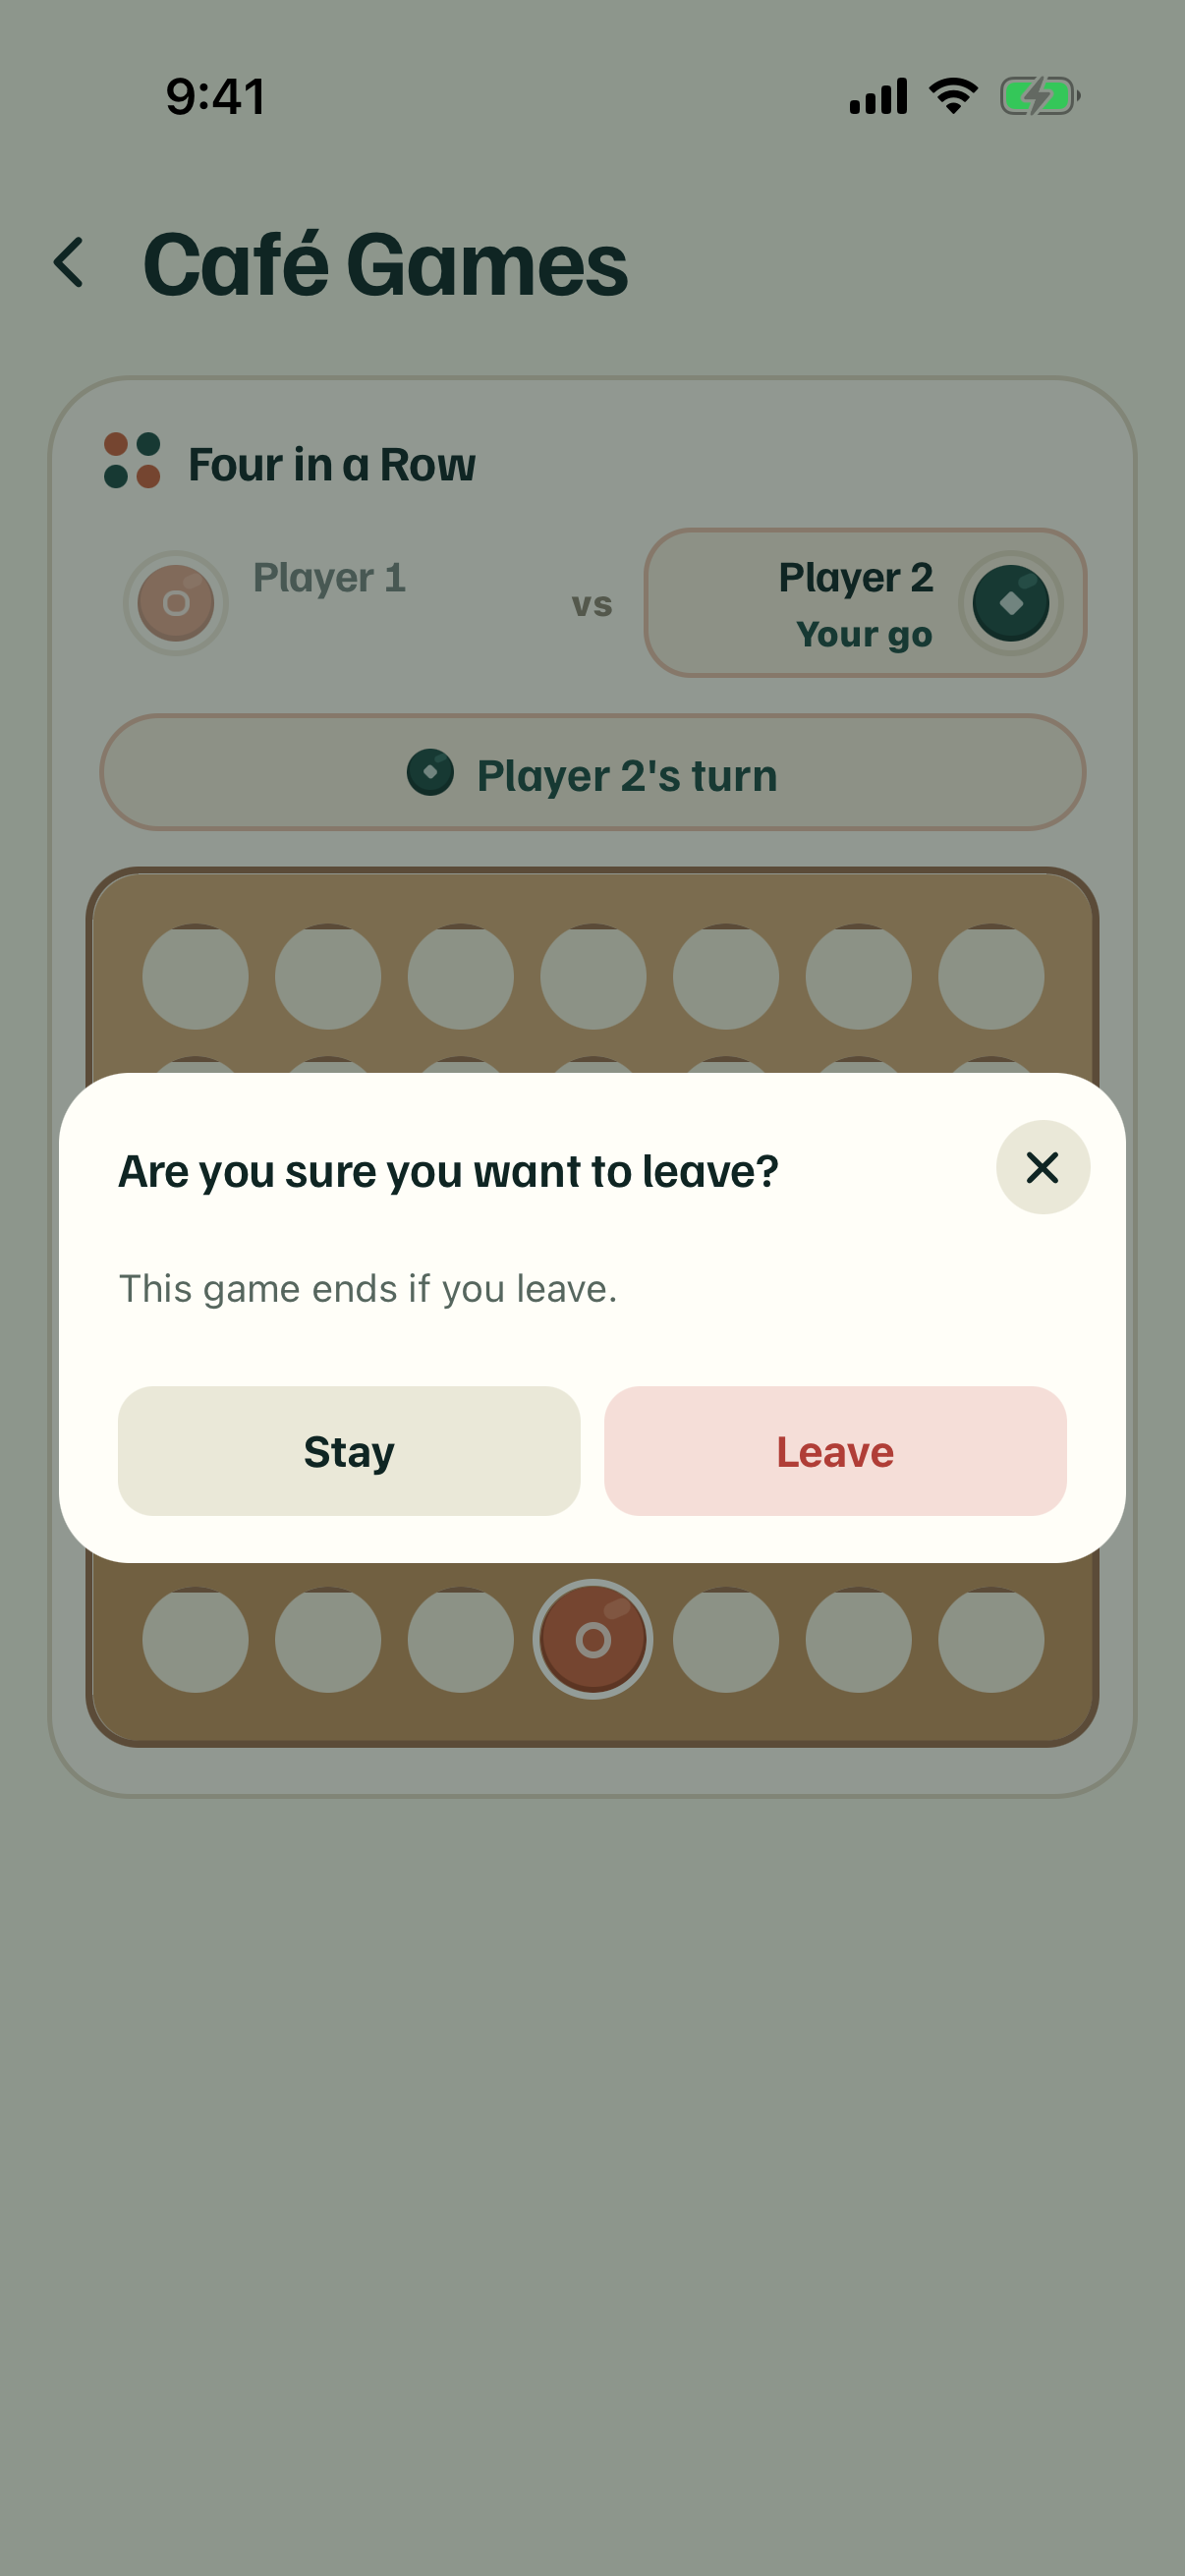 9:41
Café Games
Four in a Row
Player 1
vs
Player 2
Your go
Player 2's turn
Are you sure you want to leave?
This game ends if you leave.
Stay
Leave